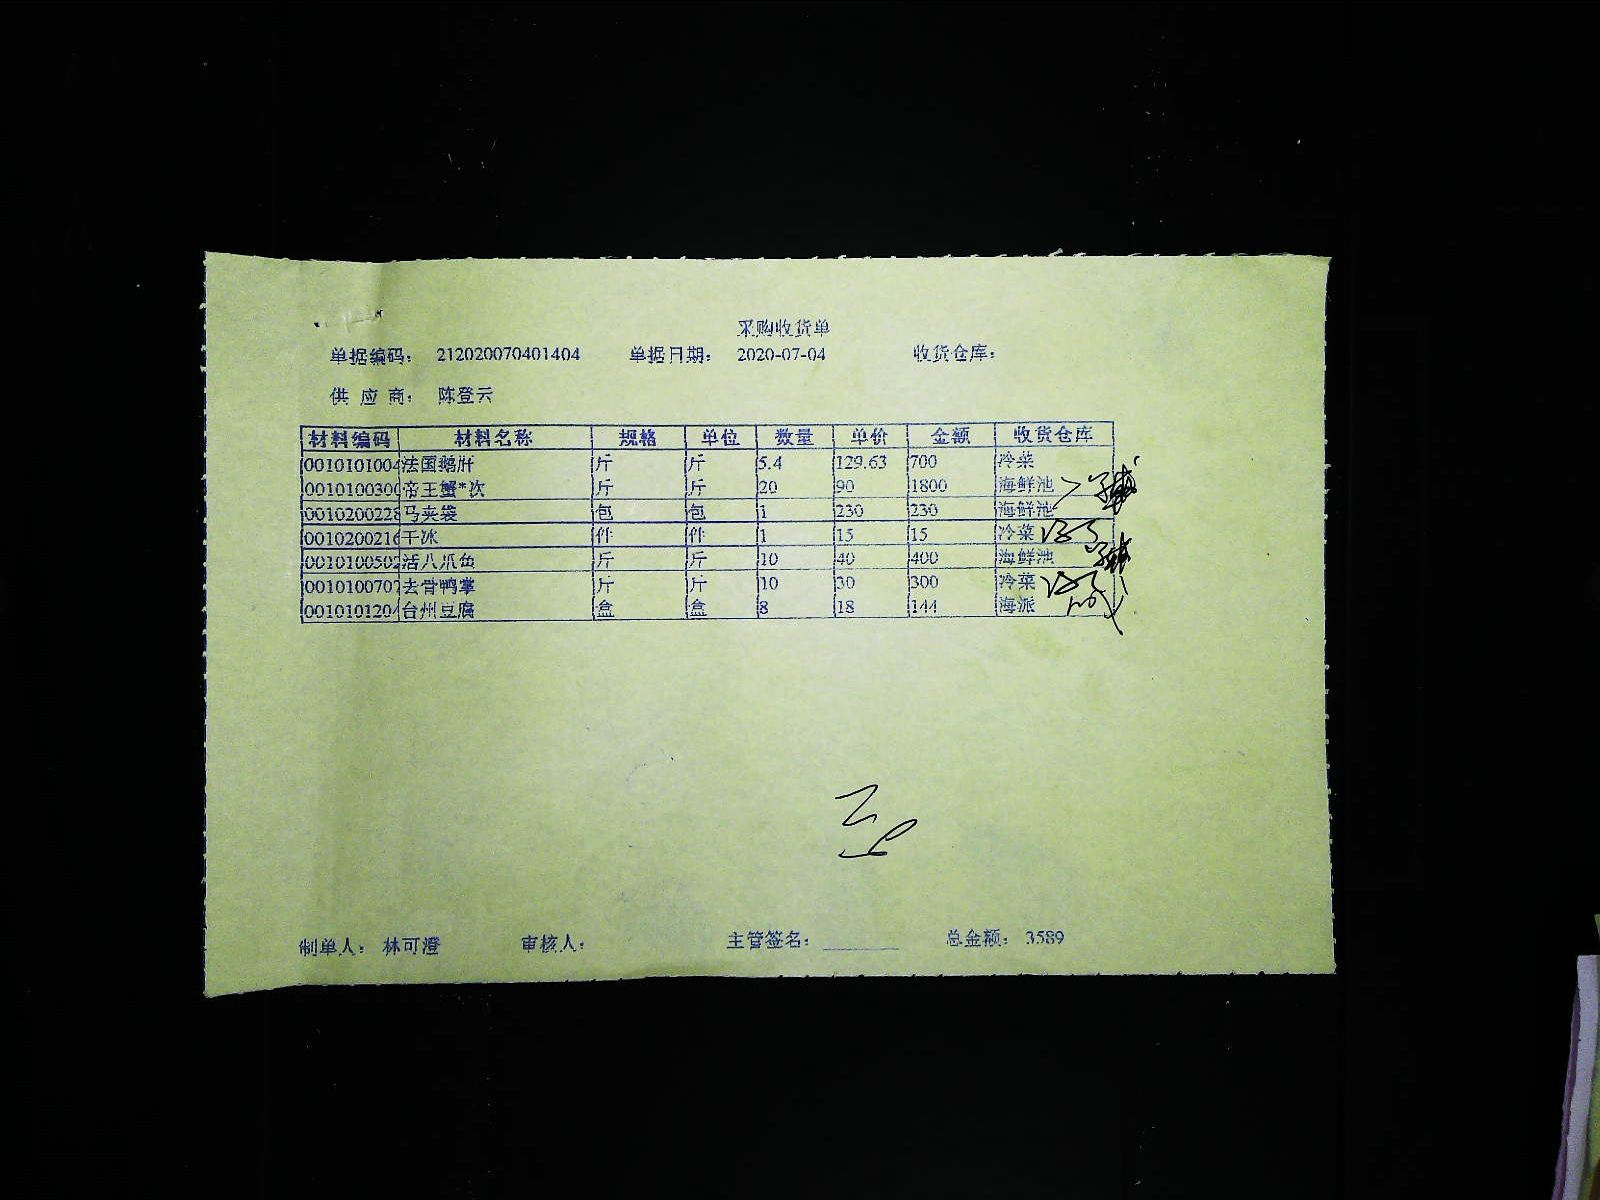 采购收货单
单据编码： 212020070401404 单据日期： 2020-07-04 收货仓库：
供 应 商： 陈登云
材料编码 材料名称 规格 单位 数量 单价 金额 收货仓库
0010101004 法国鹅肝 斤 斤 5.4 129.63 700 冷菜
0010100300 帝王蟹*次 斤 斤 20 90 1800 海鲜池
0010200228 马夹袋 包 包 1 230 230 海鲜池
0010200216 干冰 件 件 1 15 15 冷菜
0010100502 活八爪鱼 斤 斤 10 40 400 海鲜池
0010100707 去骨鸭掌 斤 斤 10 30 300 冷菜
0010101204 台州豆腐 盒 盒 8 18 144 海派
制单人： 林可澄 审核人： 主管签名： 总金额： 3589